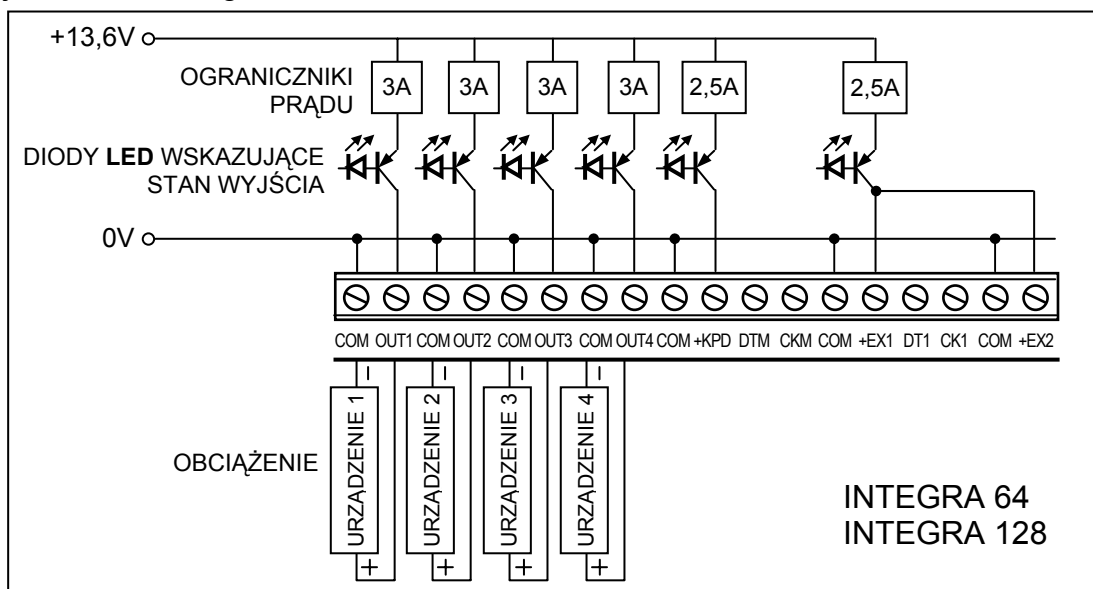 +13,6V
OGRANICZNIKI
PRĄDU
3A 3A 3A 3A 2,5A 2,5A
DIODY LED WSKAZUJĄCE
STAN WYJŚCIA
0V
COM OUT1 COM OUT2 COM OUT3 COM OUT4 COM +KPD DTM CKM COM +EX1 DT1 CK1 COM +EX2
− − − −
URZĄDZENIE 1
URZĄDZENIE 2
URZĄDZENIE 3
URZĄDZENIE 4
+ + + +
OBCIĄŻENIE
INTEGRA 64
INTEGRA 128